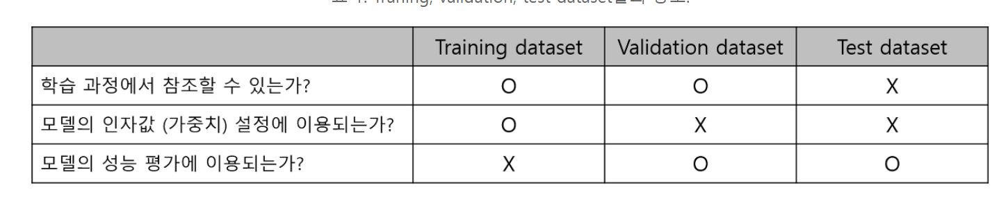 Training dataset Validation dataset Test dataset
학습 과정에서 참조할 수 있는가? O O X
모델의 인자값 (가중치) 설정에 이용되는가? O X X
모델의 성능 평가에 이용되는가? X O O